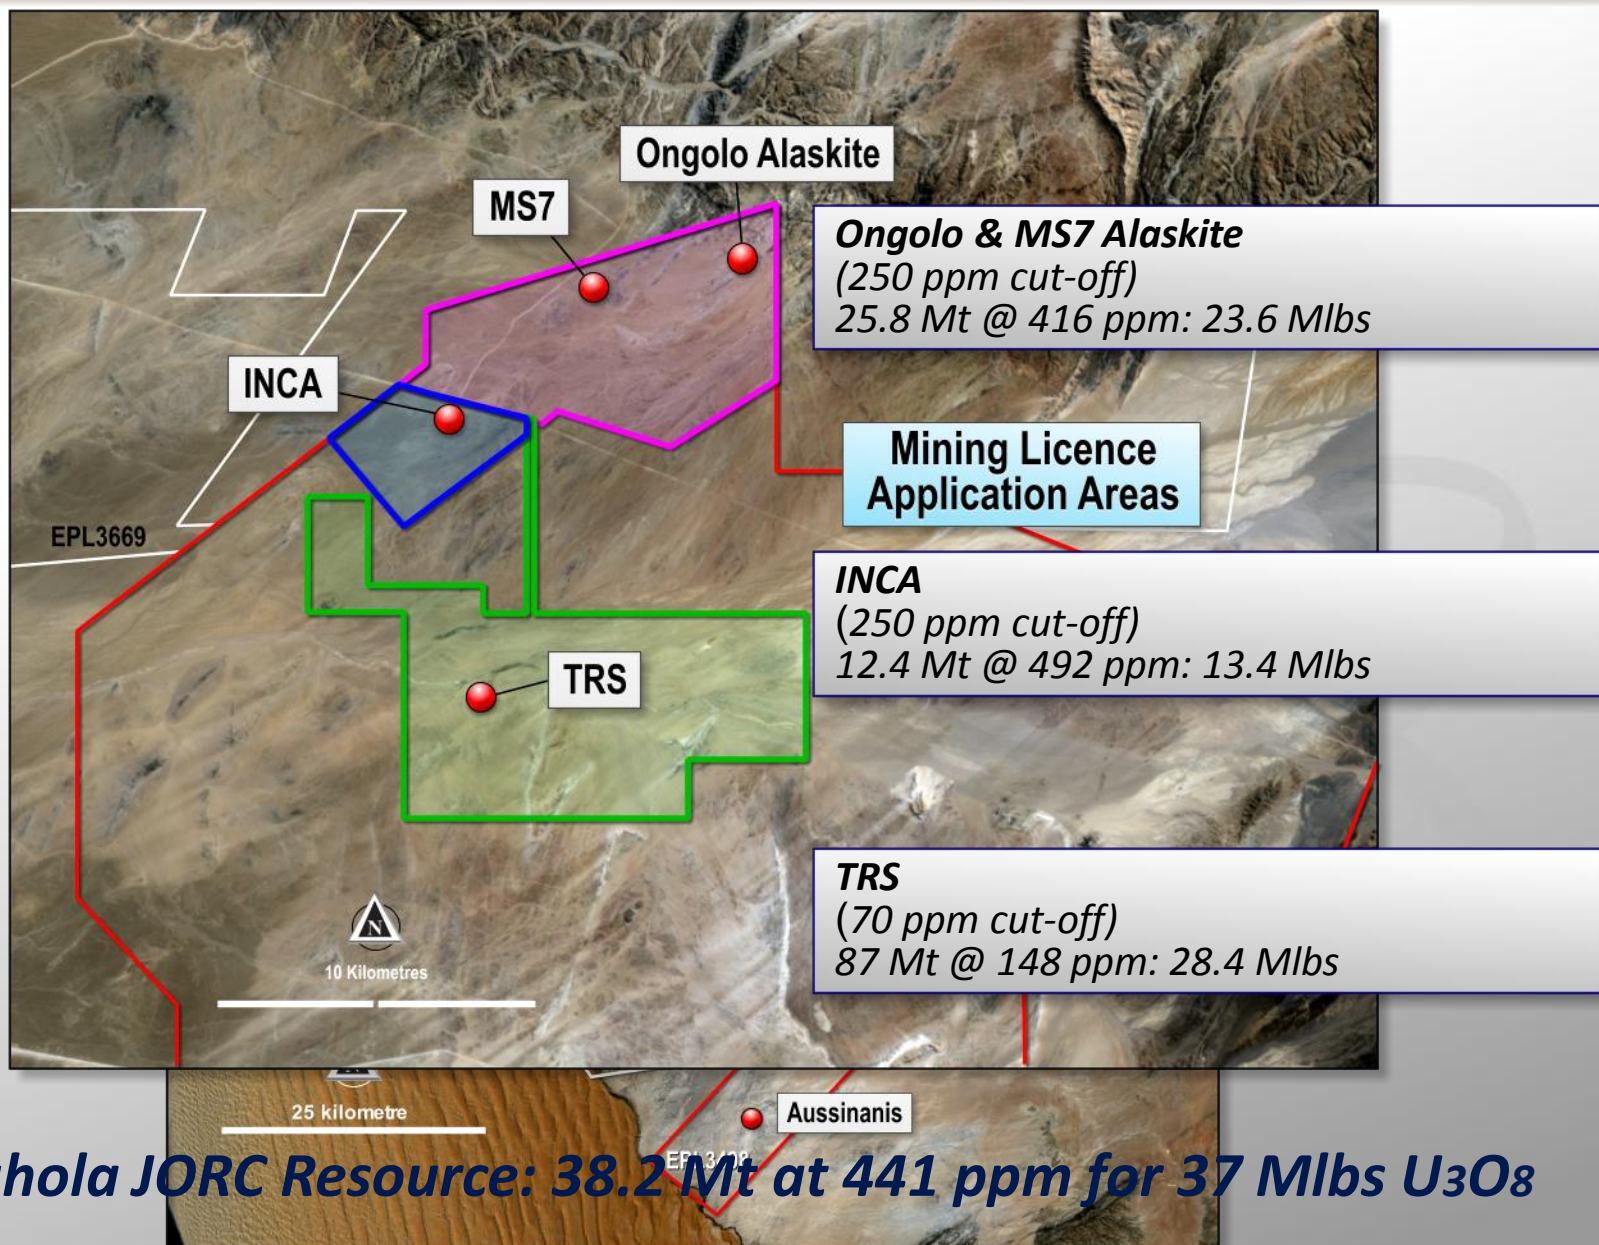 Ongolo Alaskite
MS7
Ongolo & MS7 Alaskite
(250 ppm cut-off)
25.8 Mt @ 416 ppm: 23.6 Mlbs
INCA
Mining Licence
Application Areas
EPL3669
INCA
(250 ppm cut-off)
12.4 Mt @ 492 ppm: 13.4 Mlbs
TRS
TRS
(70 ppm cut-off)
87 Mt @ 148 ppm: 28.4 Mlbs
N
10 Kilometres
25 kilometre
Aussinanis
hola JORC Resource: 38.2 Mt at 441 ppm for 37 Mlbs U3O8